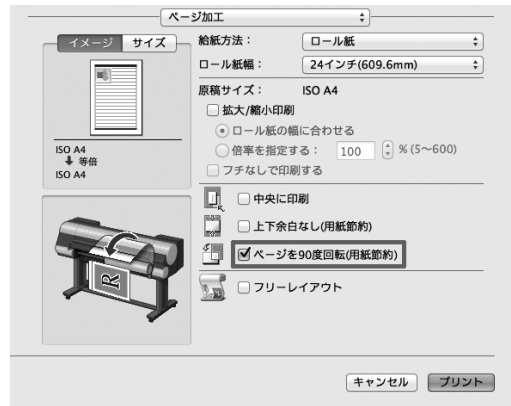 ページ加工
イメージ サイズ
給紙方法： ロール紙
ロール紙幅： 24インチ(609.6mm)
原稿サイズ： ISO A4
拡大/縮小印刷
ロール紙の幅に合わせる
倍率を指定する： 100 % (5〜600)
フチなしで印刷する
ISO A4
等倍
ISO A4
中央に印刷
上下余白なし(用紙節約)
ページを90度回転(用紙節約)
フリーレイアウト
R
キャンセル プリント